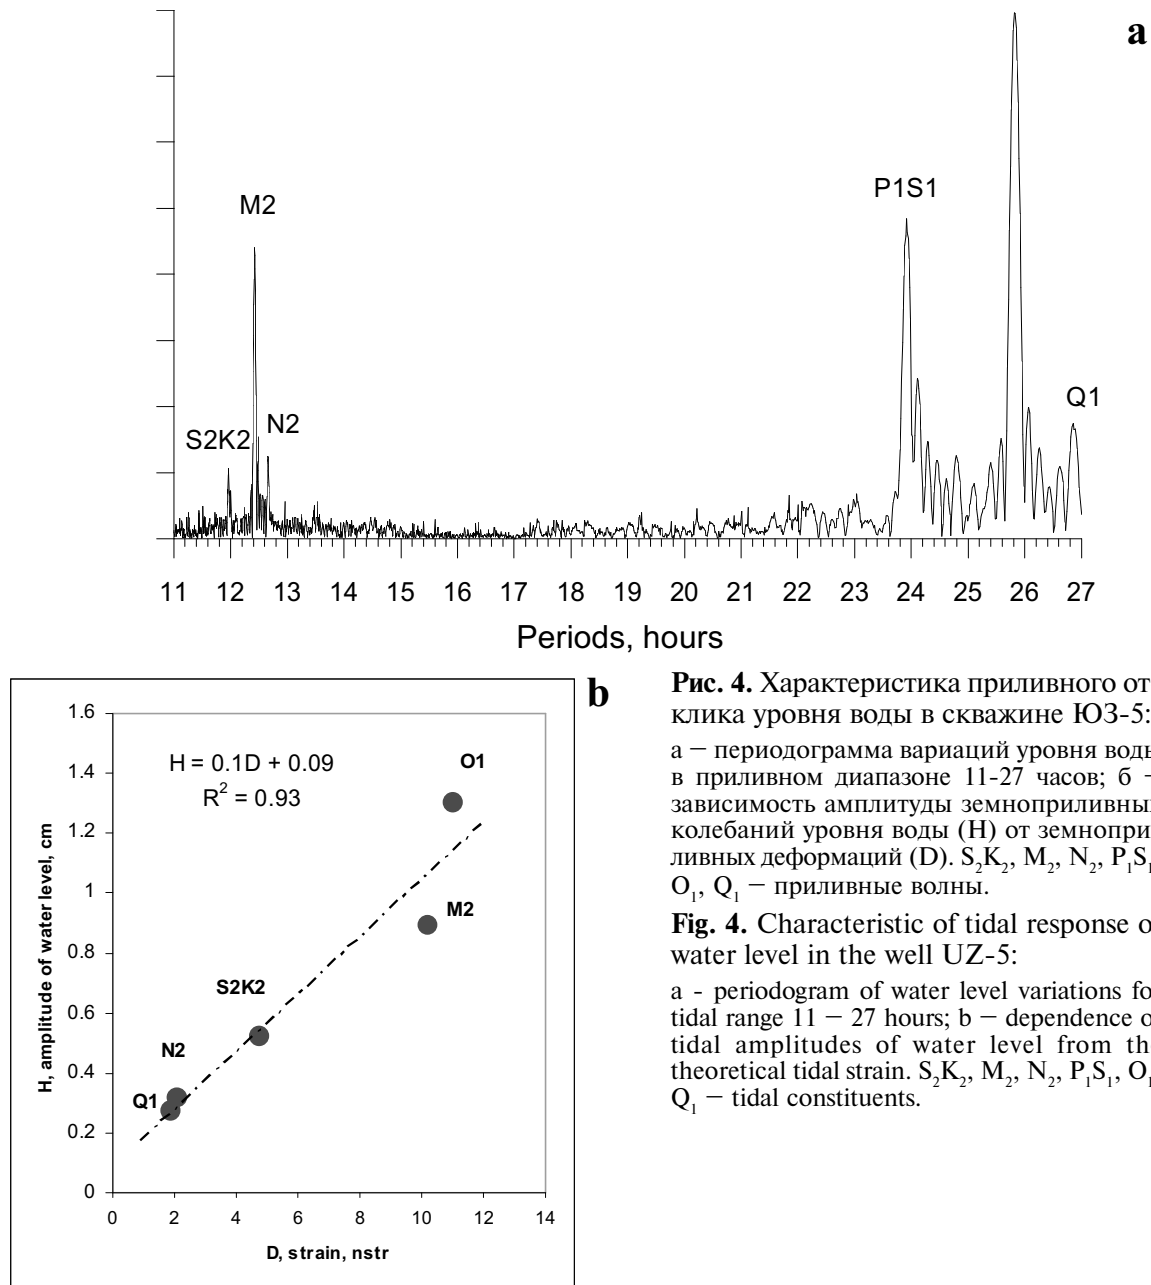 a
M2
P1S1
S2K2
N2
Q1
11 12 13 14 15 16 17 18 19 20 21 22 23 24 25 26 27
Periods, hours
b
1.6
1.4
1.2
1
0.8
0.6
0.4
0.2
0
H, amplitude of water level, cm
H = 0.1D + 0.09
R² = 0.93
O1
M2
S2K2
N2
Q1
0 2 4 6 8 10 12 14
D, strain, nstr
Рис. 4. Характеристика приливного от
клика уровня воды в скважине ЮЗ-5:
а – периодограмма вариаций уровня воды
в приливном диапазоне 11-27 часов; б –
зависимость амплитуды земноприливных
колебаний уровня воды (Н) от земнопри
ливных деформаций (D). S₂K₂, M₂, N₂, P₁S₁
O₁, Q₁ – приливные волны.
Fig. 4. Characteristic of tidal response o
water level in the well UZ-5:
a - periodogram of water level variations fo
tidal range 11 – 27 hours; b – dependence o
tidal amplitudes of water level from th
theoretical tidal strain. S₂K₂, M₂, N₂, P₁S₁, O₁
Q₁ – tidal constituents.